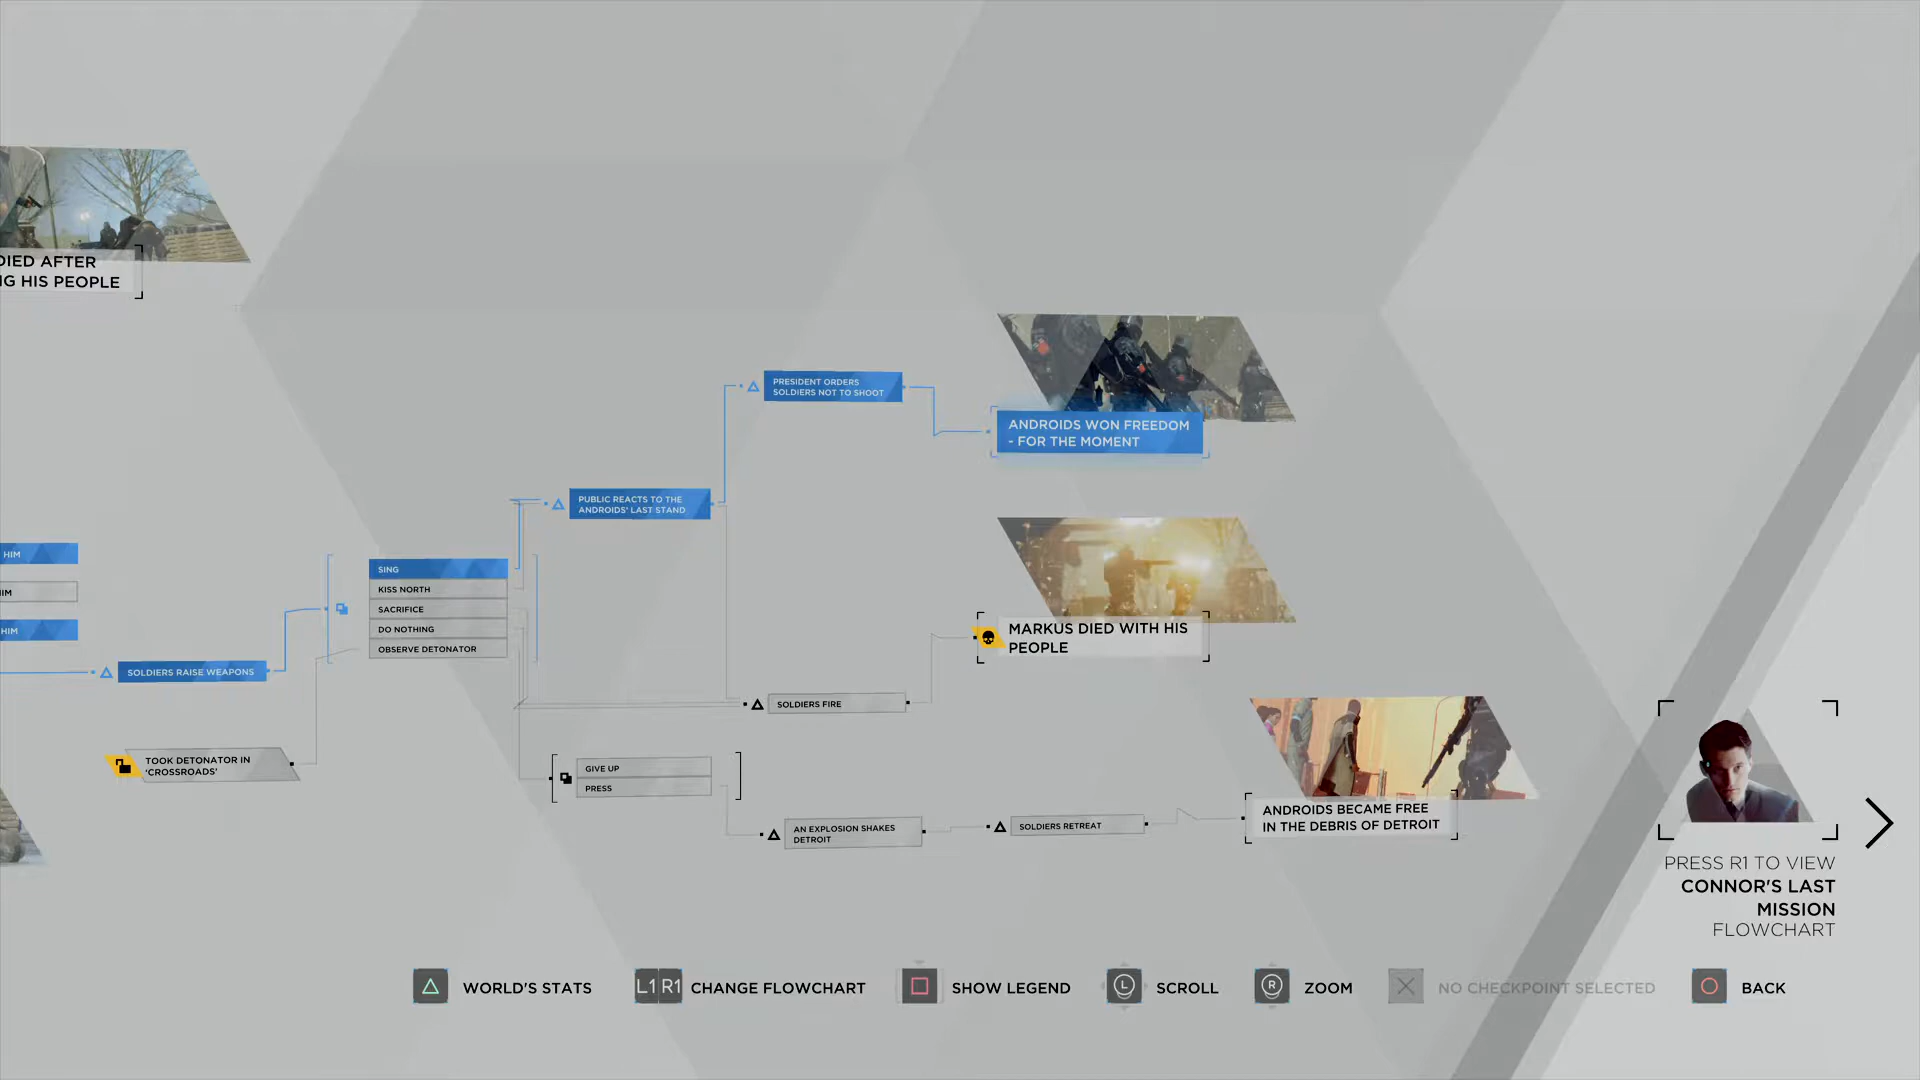 DIED AFTER
G HIS PEOPLE
PRESIDENT ORDERS
SOLDIERS NOT TO SHOOT
ANDROIDS WON FREEDOM
- FOR THE MOMENT
PUBLIC REACTS TO THE
ANDROIDS' LAST STAND
HIM
IM
HIM
SING
KISS NORTH
SACRIFICE
DO NOTHING
OBSERVE DETONATOR
MARKUS DIED WITH HIS
PEOPLE
SOLDIERS RAISE WEAPONS
SOLDIERS FIRE
TOOK DETONATOR IN
'CROSSROADS'
GIVE UP
PRESS
AN EXPLOSION SHAKES
DETROIT
SOLDIERS RETREAT
ANDROIDS BECAME FREE
IN THE DEBRIS OF DETROIT
PRESS R1 TO VIEW
CONNOR'S LAST
MISSION
FLOWCHART
WORLD'S STATS
L1 R1 CHANGE FLOWCHART
SHOW LEGEND
L SCROLL
R ZOOM
NO CHECKPOINT SELECTED
BACK